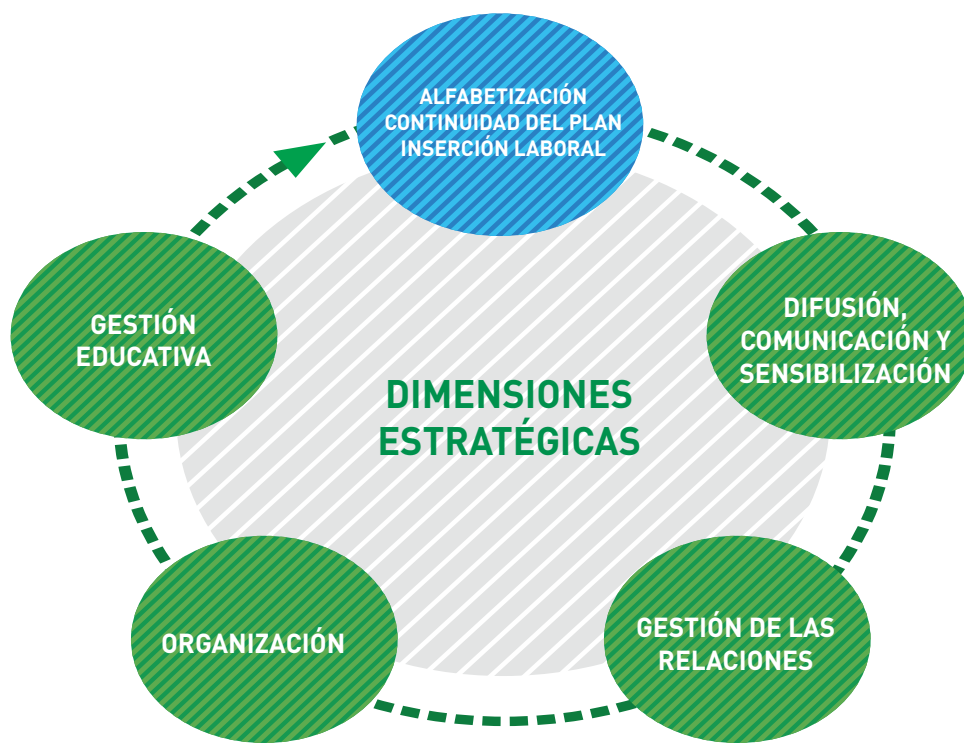 ALFABETIZACIÓN
CONTINUIDAD DEL PLAN
INSERCIÓN LABORAL
DIFUSIÓN,
COMUNICACIÓN Y
SENSIBILIZACIÓN
GESTIÓN DE LAS
RELACIONES
ORGANIZACIÓN
GESTIÓN
EDUCATIVA
DIMENSIONES
ESTRATÉGICAS